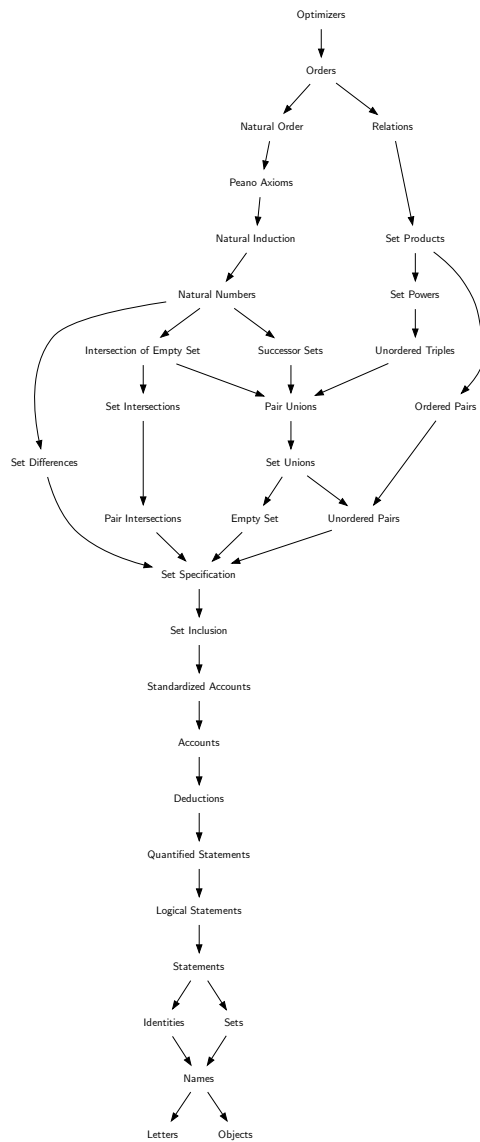 Optimizers
Orders
Natural Order
Relations
Peano Axioms
Natural Induction
Set Products
Natural Numbers
Set Powers
Intersection of Empty Set
Successor Sets
Unordered Triples
Set Intersections
Pair Unions
Ordered Pairs
Set Differences
Set Unions
Pair Intersections
Empty Set
Unordered Pairs
Set Specification
Set Inclusion
Standardized Accounts
Accounts
Deductions
Quantified Statements
Logical Statements
Statements
Identities
Sets
Names
Letters
Objects